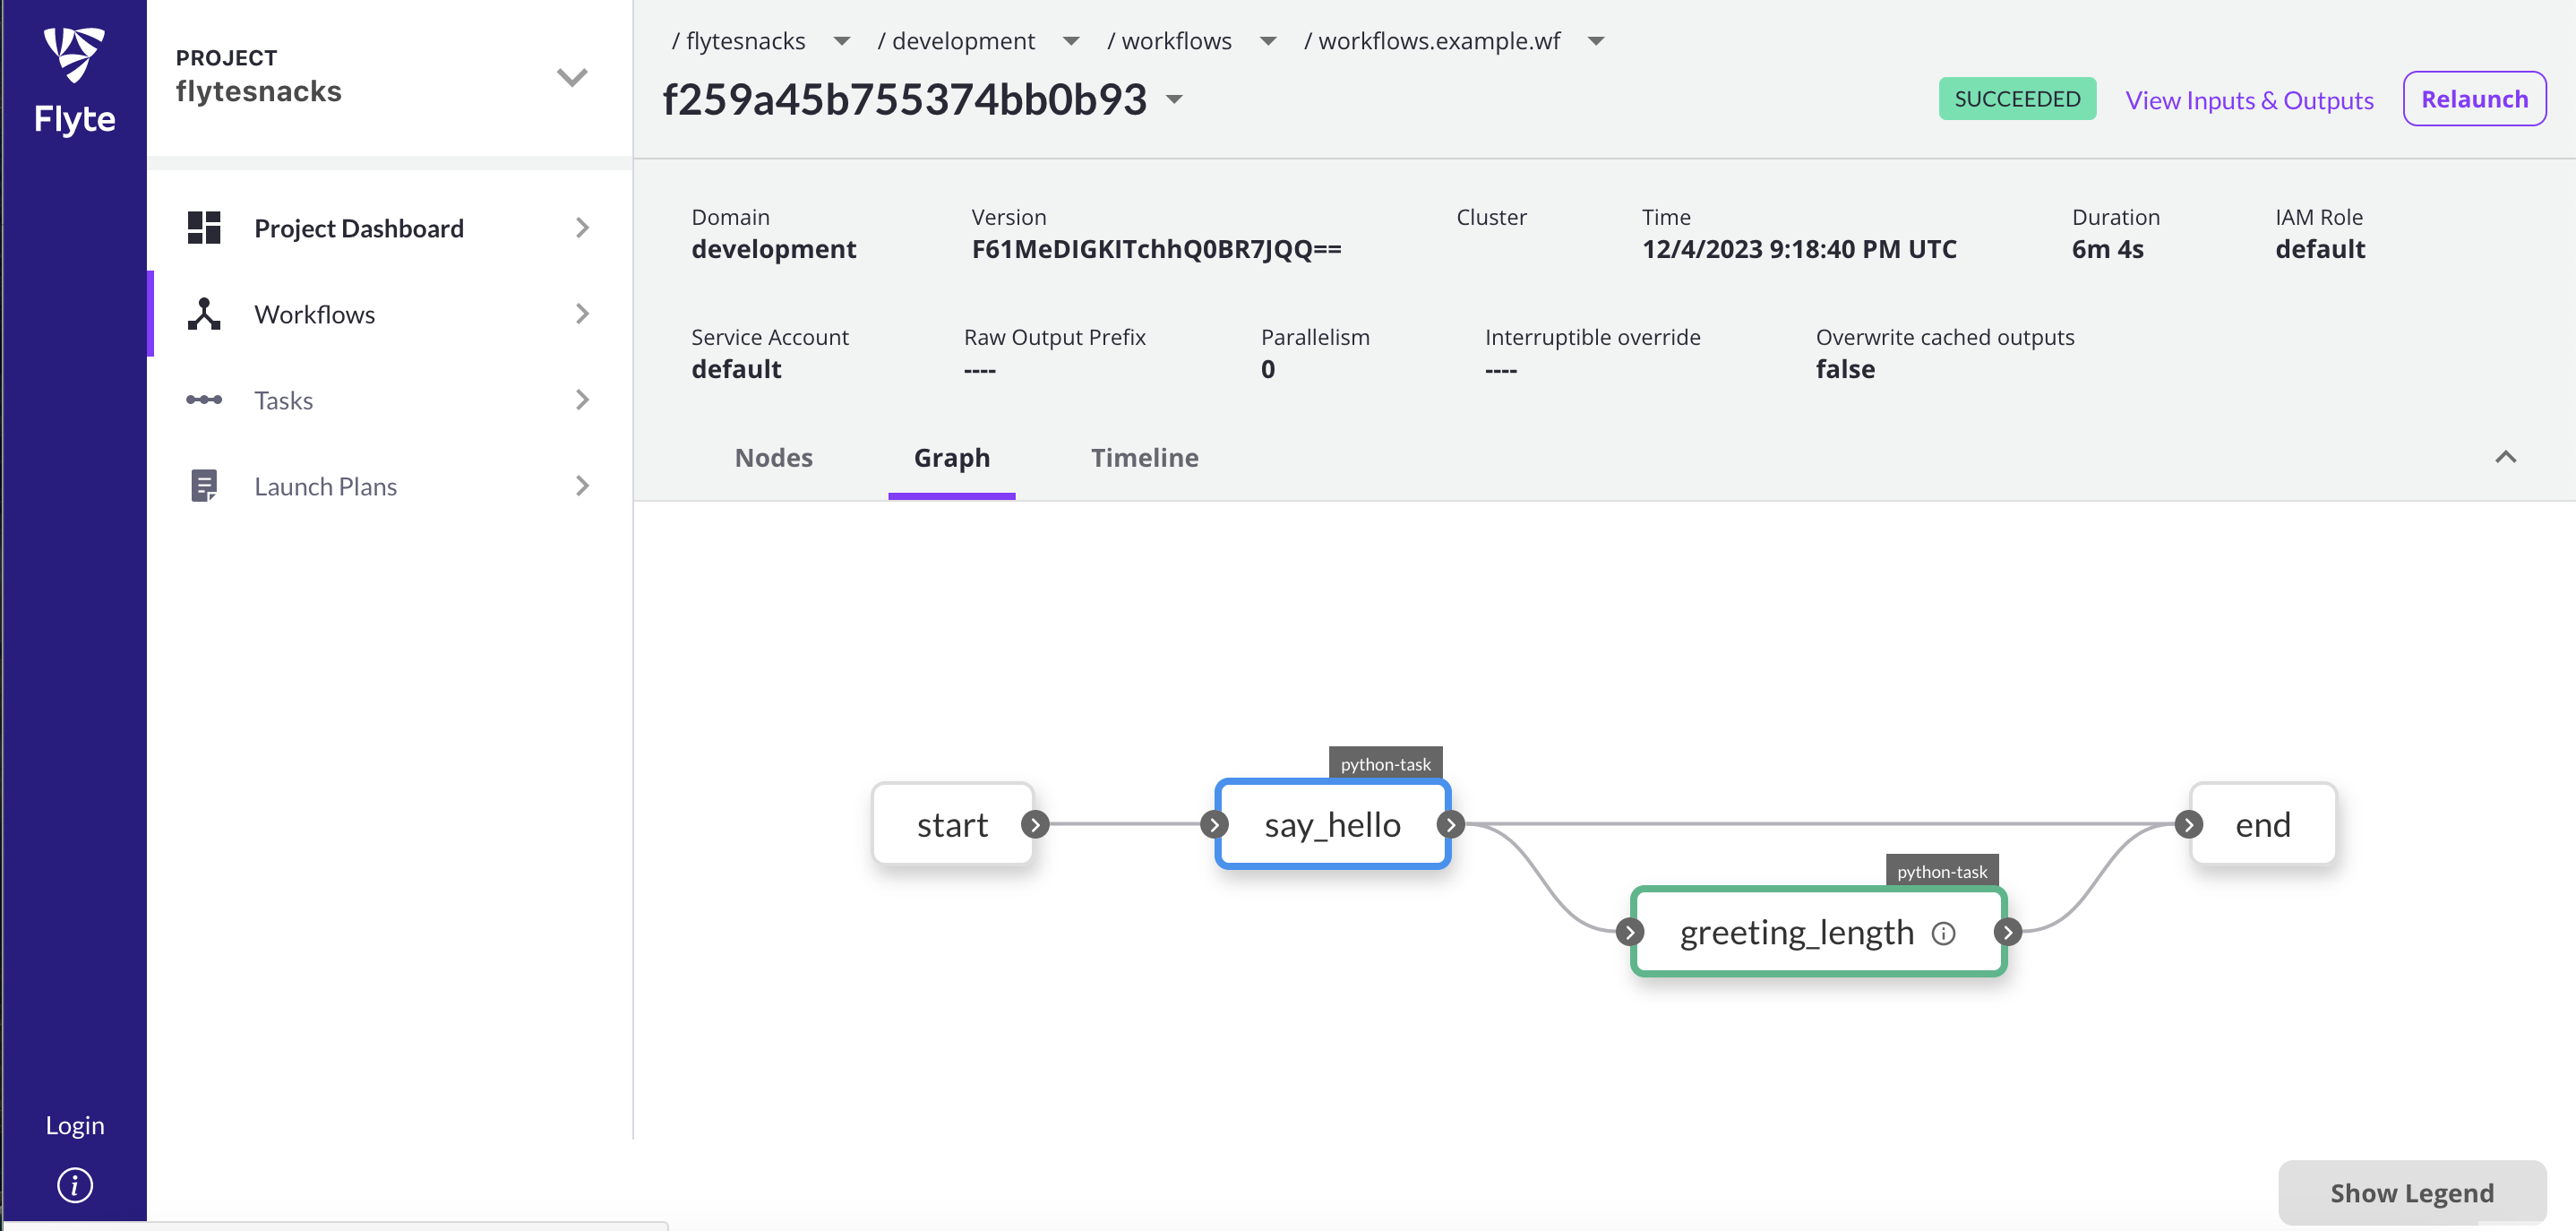 Flyte
PROJECT
flytesnacks
Project Dashboard
Workflows
Tasks
Launch Plans
Login
/ flytesnacks / development / workflows / workflows.example.wf
f259a45b755374bb0b93
SUCCEEDED View Inputs & Outputs Relaunch
Domain Version Cluster Time Duration IAM Role
development F61MeDIGKITchhQ0BR7JQQ== 12/4/2023 9:18:40 PM UTC 6m 4s default
Service Account Raw Output Prefix Parallelism Interruptible override Overwrite cached outputs
default ---- 0 ---- false
Nodes Graph Timeline
python-task
start say_hello end
python-task
greeting_length
Show Legend